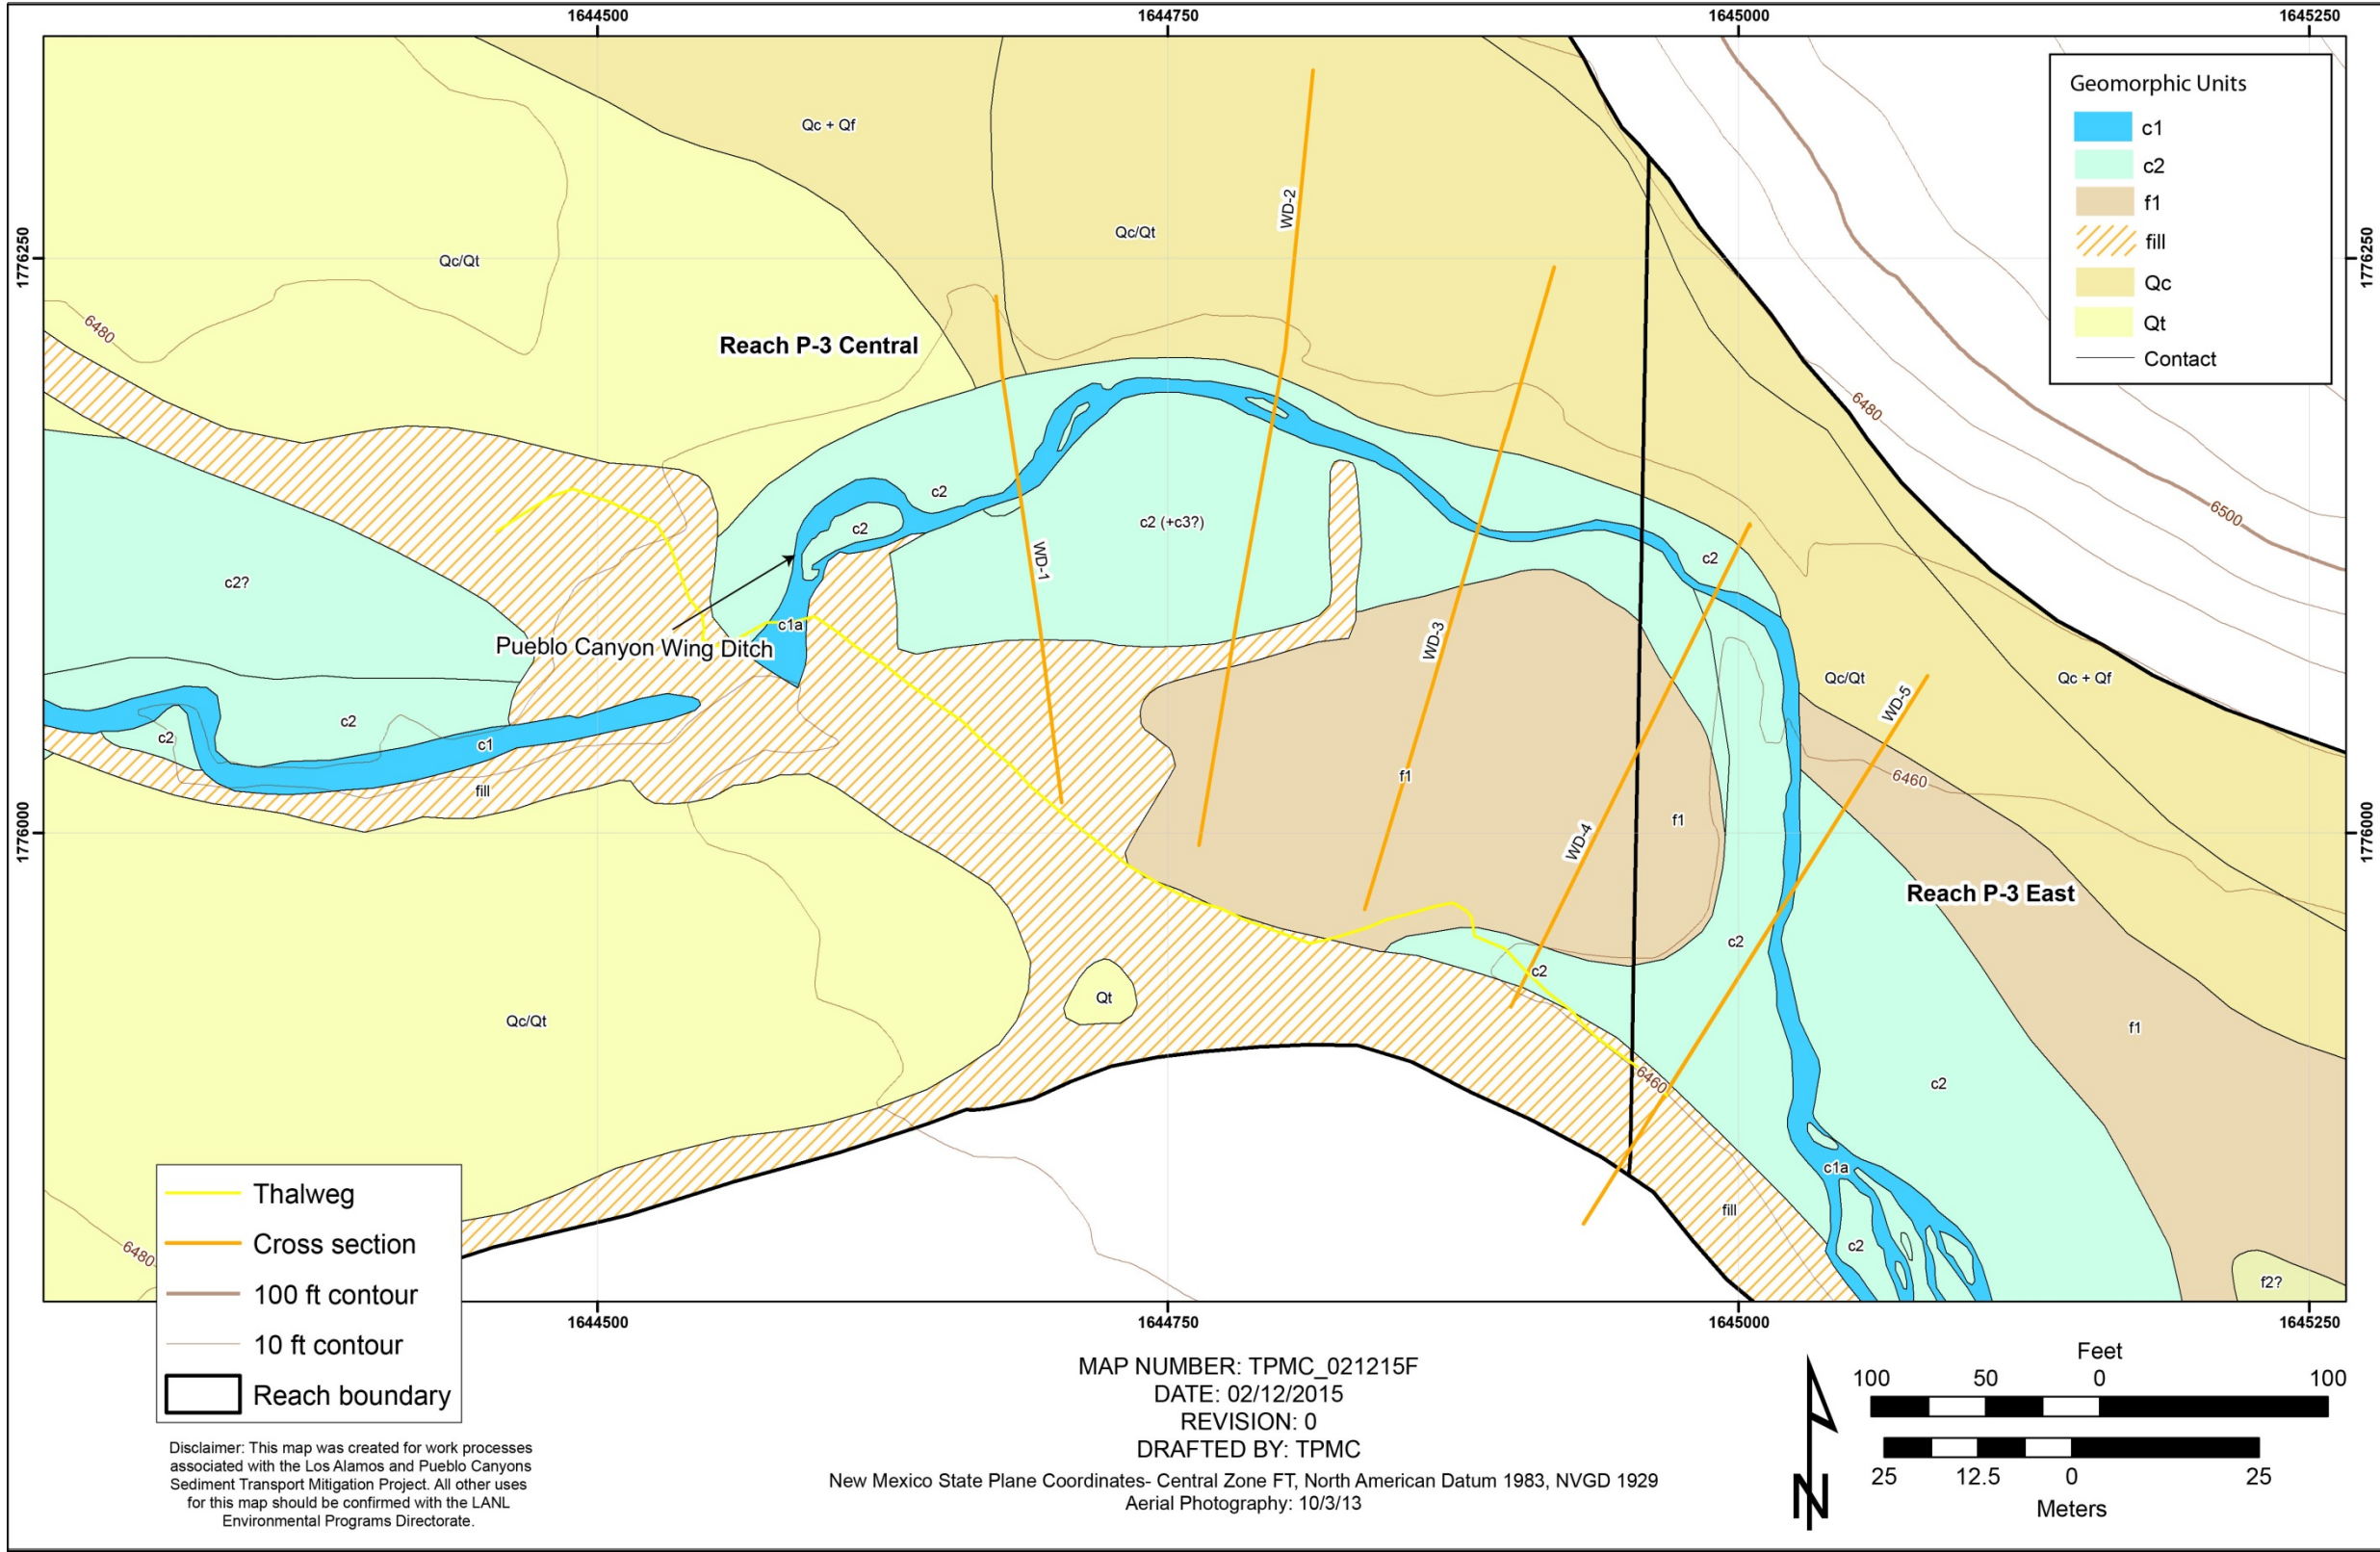 1644500
1644750
1645000
1645250
Geomorphic Units
c1
c2
f1
fill
Qc
Qt
Contact
Qc + Qf
WD-2
Qc/Qt
Qc/Qt
1776250
1776250
6480
Reach P-3 Central
6480
6500
c2
c2
c2 (+c3?)
WD-1
c2
c2?
c1a
Pueblo Canyon Wing Ditch
WD-3
Qc/Qt
Qc + Qf
WD-5
c2
c2
c1
fill
f1
6460
f1
WD-4
1776000
1776000
Reach P-3 East
c2
c2
Qt
Qc/Qt
f1
6460
c2
c1a
fill
c2
6480
f2?
Thalweg
Cross section
100 ft contour
10 ft contour
Reach boundary
1644500
1644750
1645000
1645250
MAP NUMBER: TPMC_021215F
DATE: 02/12/2015
REVISION: 0
DRAFTED BY: TPMC
New Mexico State Plane Coordinates- Central Zone FT, North American Datum 1983, NVGD 1929
Aerial Photography: 10/3/13
Disclaimer: This map was created for work processes
associated with the Los Alamos and Pueblo Canyons
Sediment Transport Mitigation Project. All other uses
for this map should be confirmed with the LANL
Environmental Programs Directorate.
N
Feet
100 50 0 100
25 12.5 0 25
Meters